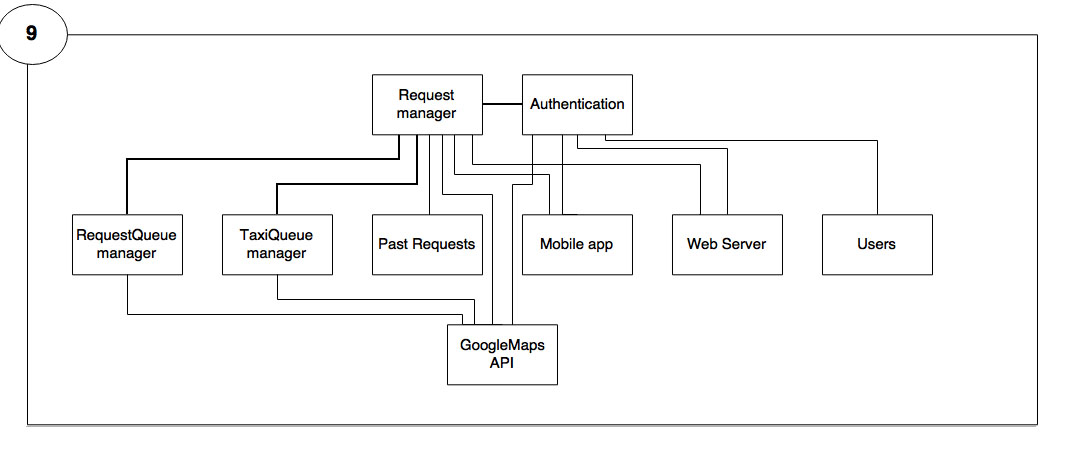 9
Request
manager
Authentication
RequestQueue
manager
TaxiQueue
manager
Past Requests
Mobile app
Web Server
Users
GoogleMaps
API